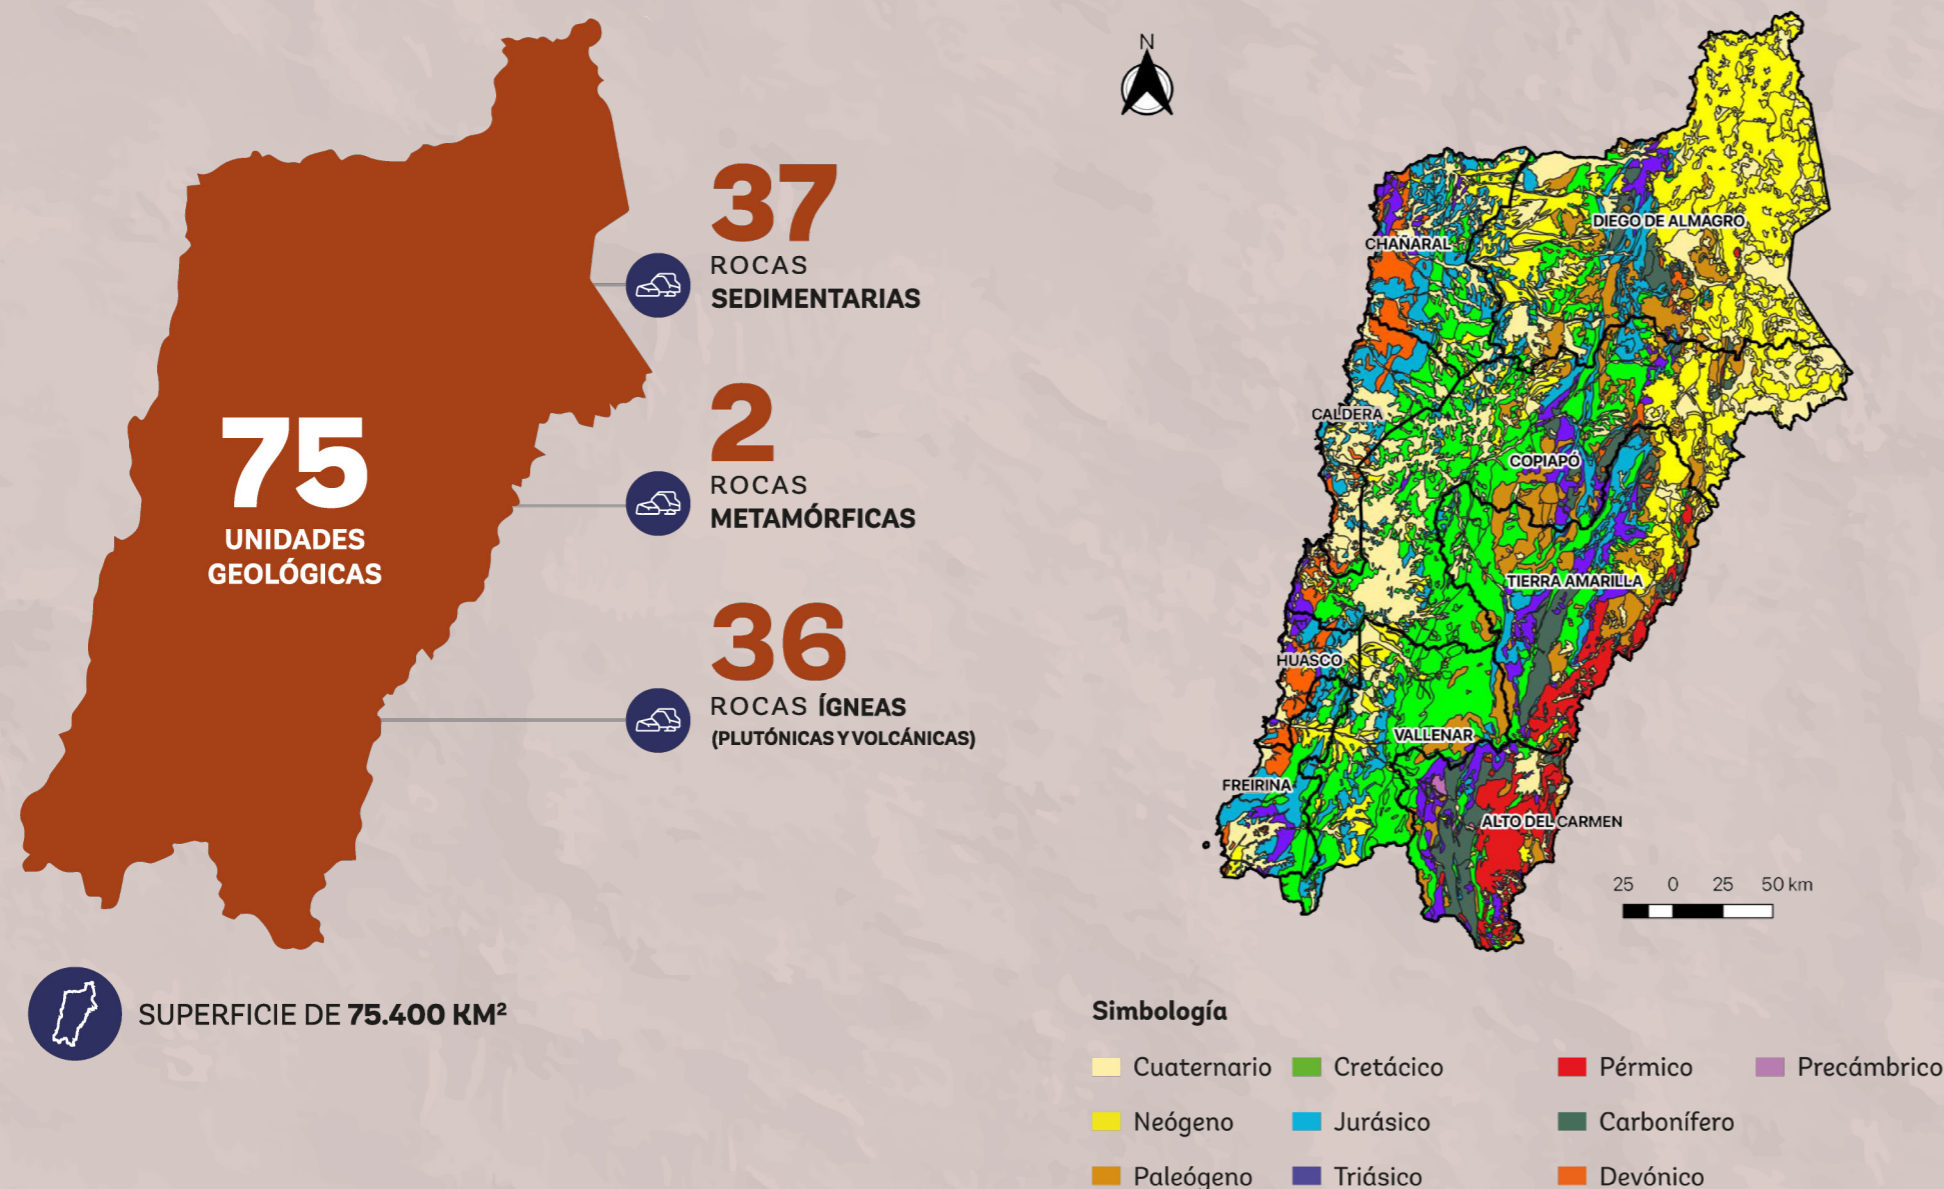 75
UNIDADES
GEOLÓGICAS
37
ROCAS
SEDIMENTARIAS
2
ROCAS
METAMÓRFICAS
36
ROCAS ÍGNEAS
(PLUTÓNICAS Y VOLCÁNICAS)
SUPERFICIE DE 75.400 KM²
N
DIEGO DE ALMAGRO
CHAÑARAL
CALDERA
COPIAPÓ
TIERRA AMARILLA
HUASCO
VALLENAR
FREIRINA
ALTO DEL CARMEN
25 0 25 50 km
Simbología
Cuaternario Cretácico Pérmico Precámbrico
Neógeno Jurásico Carbonífero
Paleógeno Triásico Devónico